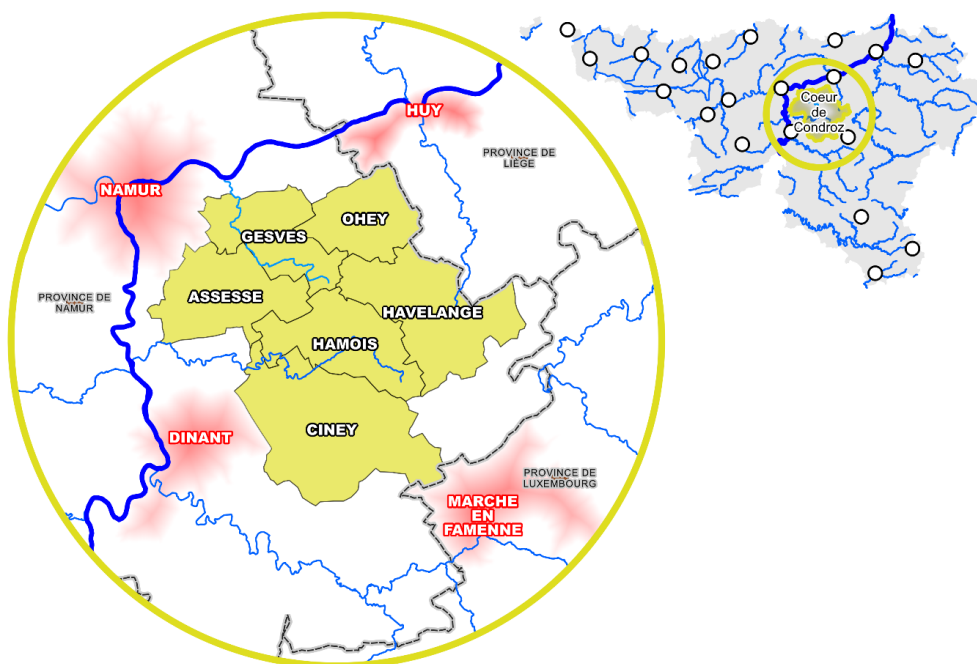 Coeur
de
Condroz
HUY
PROVINCE DE
LIÈGE
NAMUR
OHEY
GESVES
PROVINCE DE
NAMUR
ASSESSE
HAVELANGE
HAMOIS
CINEY
DINANT
PROVINCE DE
LUXEMBOURG
MARCHE
EN
FAMENNE